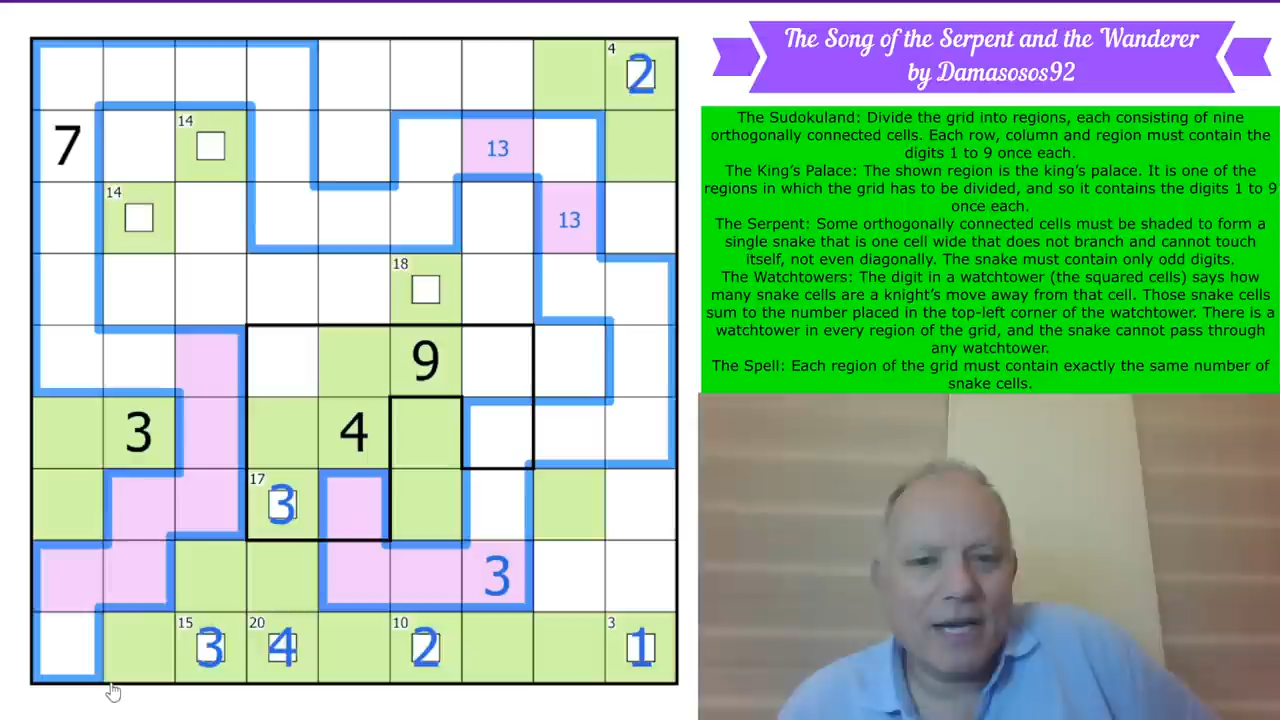 The Song of the Serpent and the Wanderer
by Damasosos92
The Sudokuland: Divide the grid into regions, each consisting of nine
orthogonally connected cells. Each row, column and region must contain the
digits 1 to 9 once each.
The King's Palace: The shown region is the king's palace. It is one of the
regions in which the grid has to be divided, and so it contains the digits 1 to 9
once each.
The Serpent: Some orthogonally connected cells must be shaded to form a
single snake that is one cell wide that does not branch and cannot touch
itself, not even diagonally. The snake must contain only odd digits.
The Watchtowers: The digit in a watchtower (the squared cells) says how
many snake cells are a knight's move away from that cell. Those snake cells
sum to the number placed in the top-left corner of the watchtower. There is a
watchtower in every region of the grid, and the snake cannot pass through
any watchtower.
The Spell: Each region of the grid must contain exactly the same number of
snake cells.
4
2
7
14
13
14
13
18
9
3
4
17
3
3
15
3
20
4
10
2
3
1